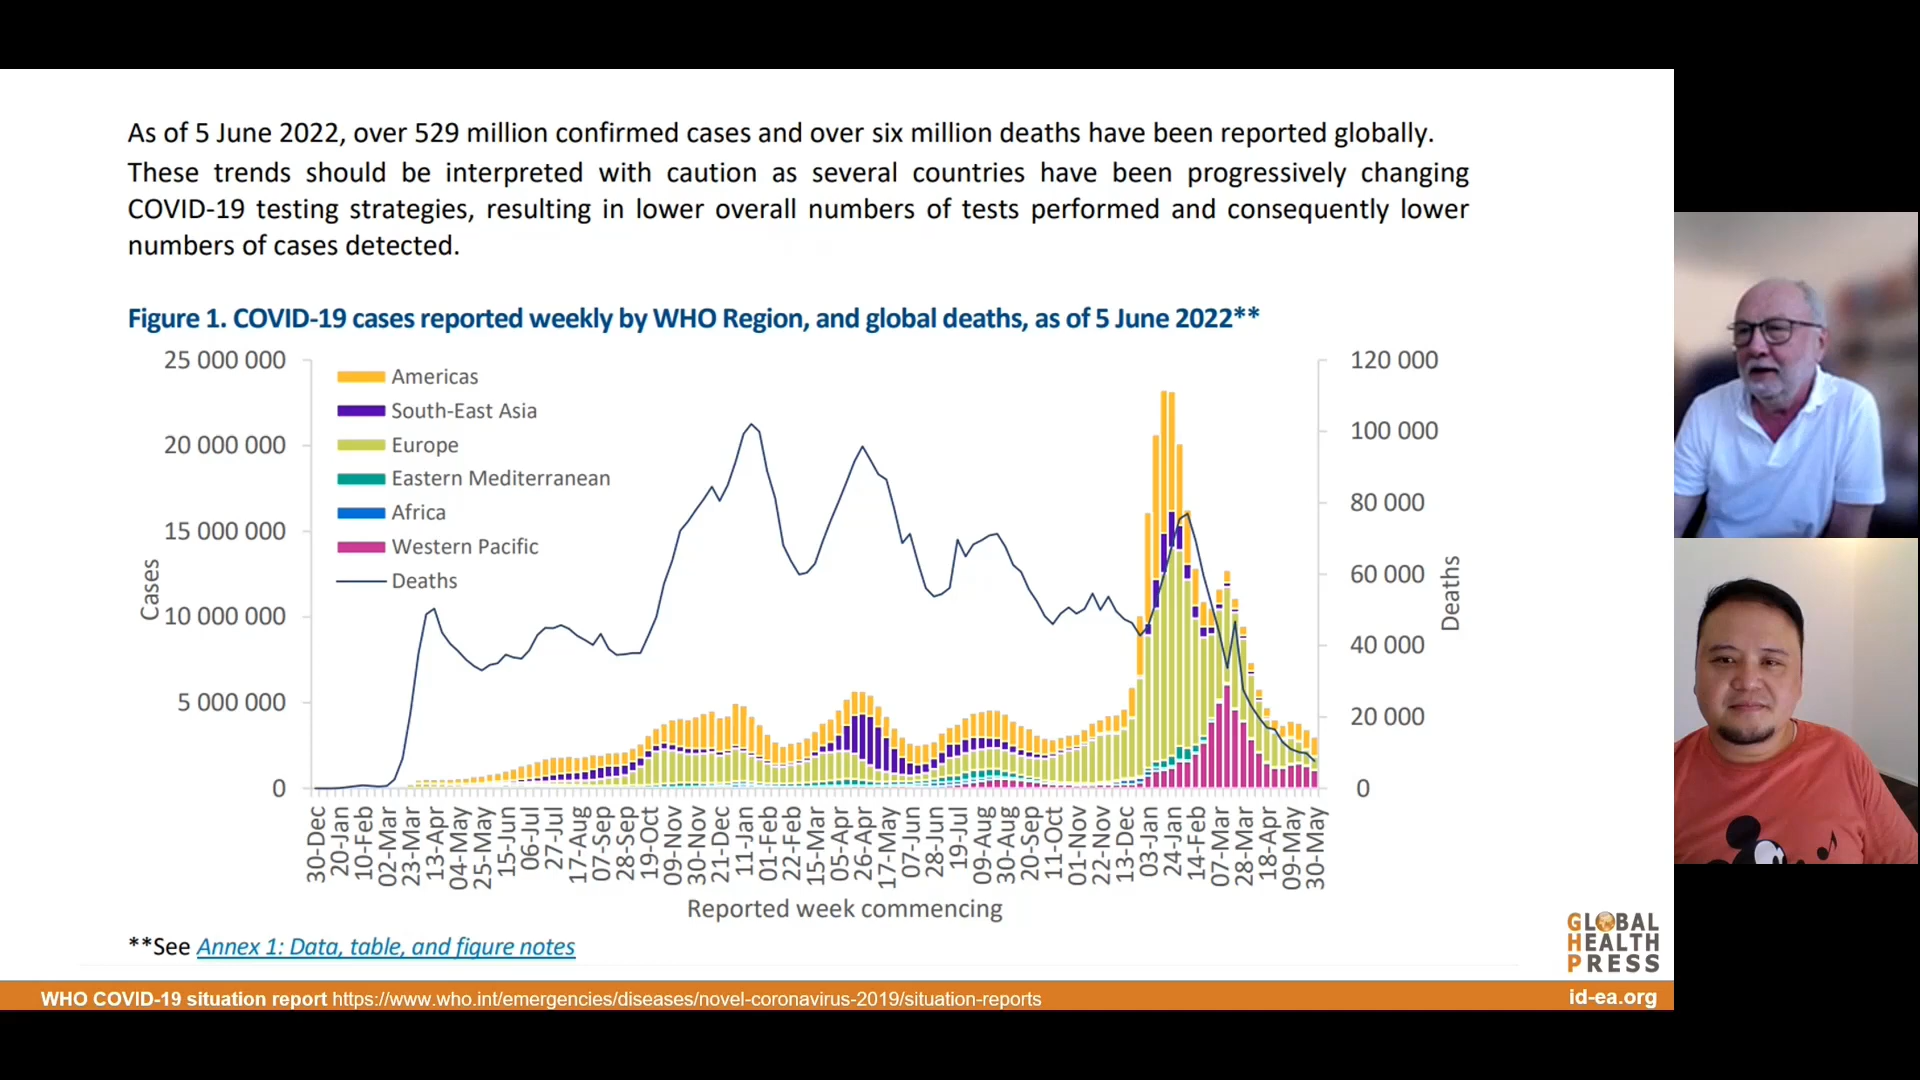 As of 5 June 2022, over 529 million confirmed cases and over six million deaths have been reported globally.
These trends should be interpreted with caution as several countries have been progressively changing
COVID-19 testing strategies, resulting in lower overall numbers of tests performed and consequently lower
numbers of cases detected.
Figure 1. COVID-19 cases reported weekly by WHO Region, and global deaths, as of 5 June 2022**
25 000 000
20 000 000
15 000 000
10 000 000
5 000 000
0
Cases
Americas
South-East Asia
Europe
Eastern Mediterranean
Africa
Western Pacific
Deaths
120 000
100 000
80 000
60 000
40 000
20 000
0
Deaths
30-Dec
20-Jan
10-Feb
02-Mar
23-Mar
13-Apr
04-May
25-May
15-Jun
06-Jul
27-Jul
17-Aug
07-Sep
28-Sep
19-Oct
09-Nov
30-Nov
21-Dec
11-Jan
01-Feb
22-Feb
15-Mar
05-Apr
26-Apr
17-May
07-Jun
28-Jun
19-Jul
09-Aug
30-Aug
20-Sep
11-Oct
01-Nov
22-Nov
13-Dec
03-Jan
24-Jan
14-Feb
07-Mar
28-Mar
18-Apr
09-May
30-May
Reported week commencing
**See Annex 1: Data, table, and figure notes
GLOBAL
HEALTH
PRESS
WHO COVID-19 situation report https://www.who.int/emergencies/diseases/novel-coronavirus-2019/situation-reports
id-ea.org